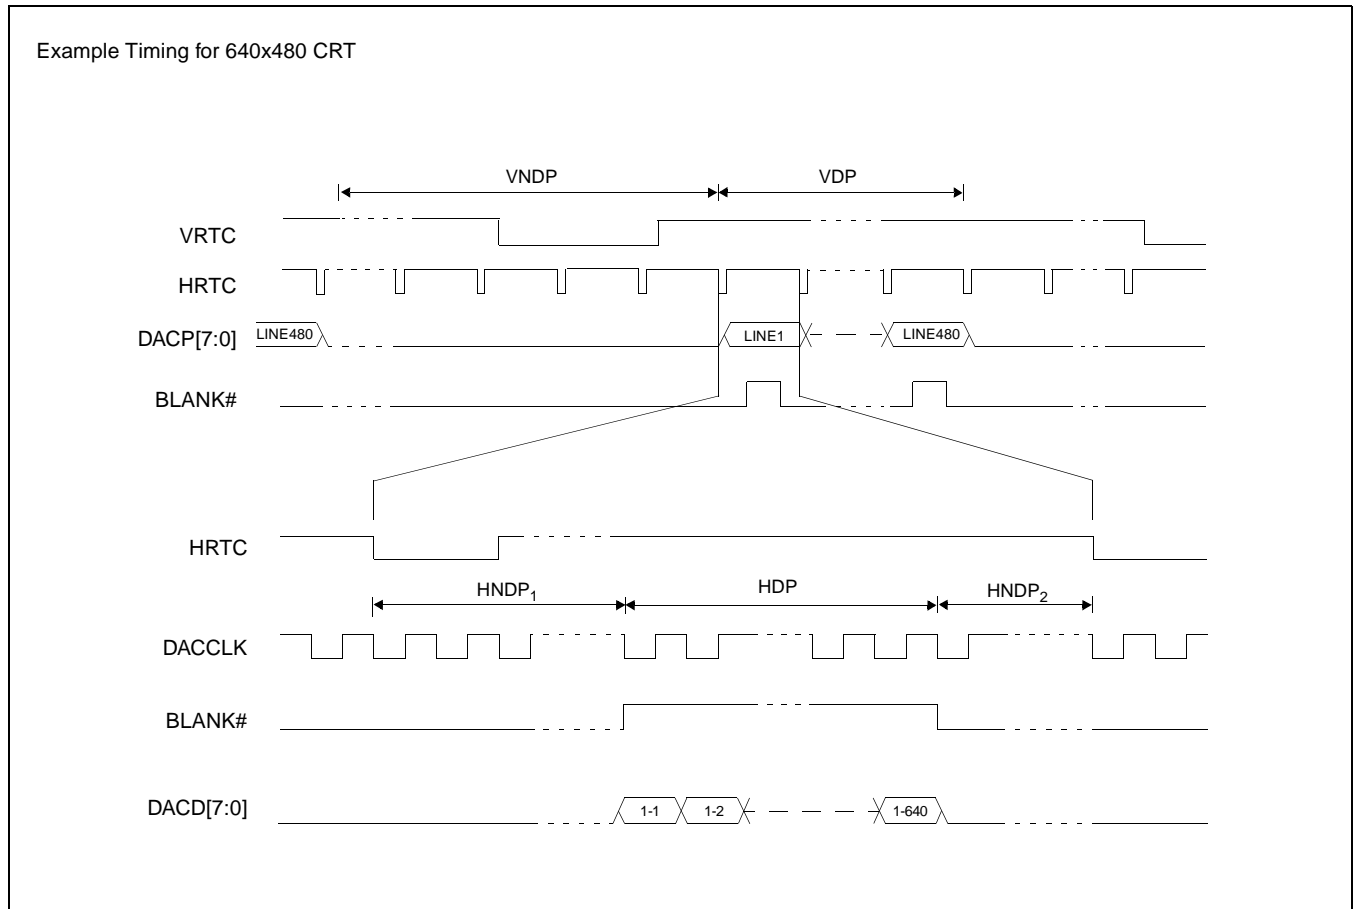 Example Timing for 640x480 CRT
VNDP VDP
VRTC
HRTC
DACP[7:0] LINE480 LINE1 LINE480
BLANK#
HRTC
HNDP1 HDP HNDP2
DACCLK
BLANK#
DACD[7:0] 1-1 1-2 1-640